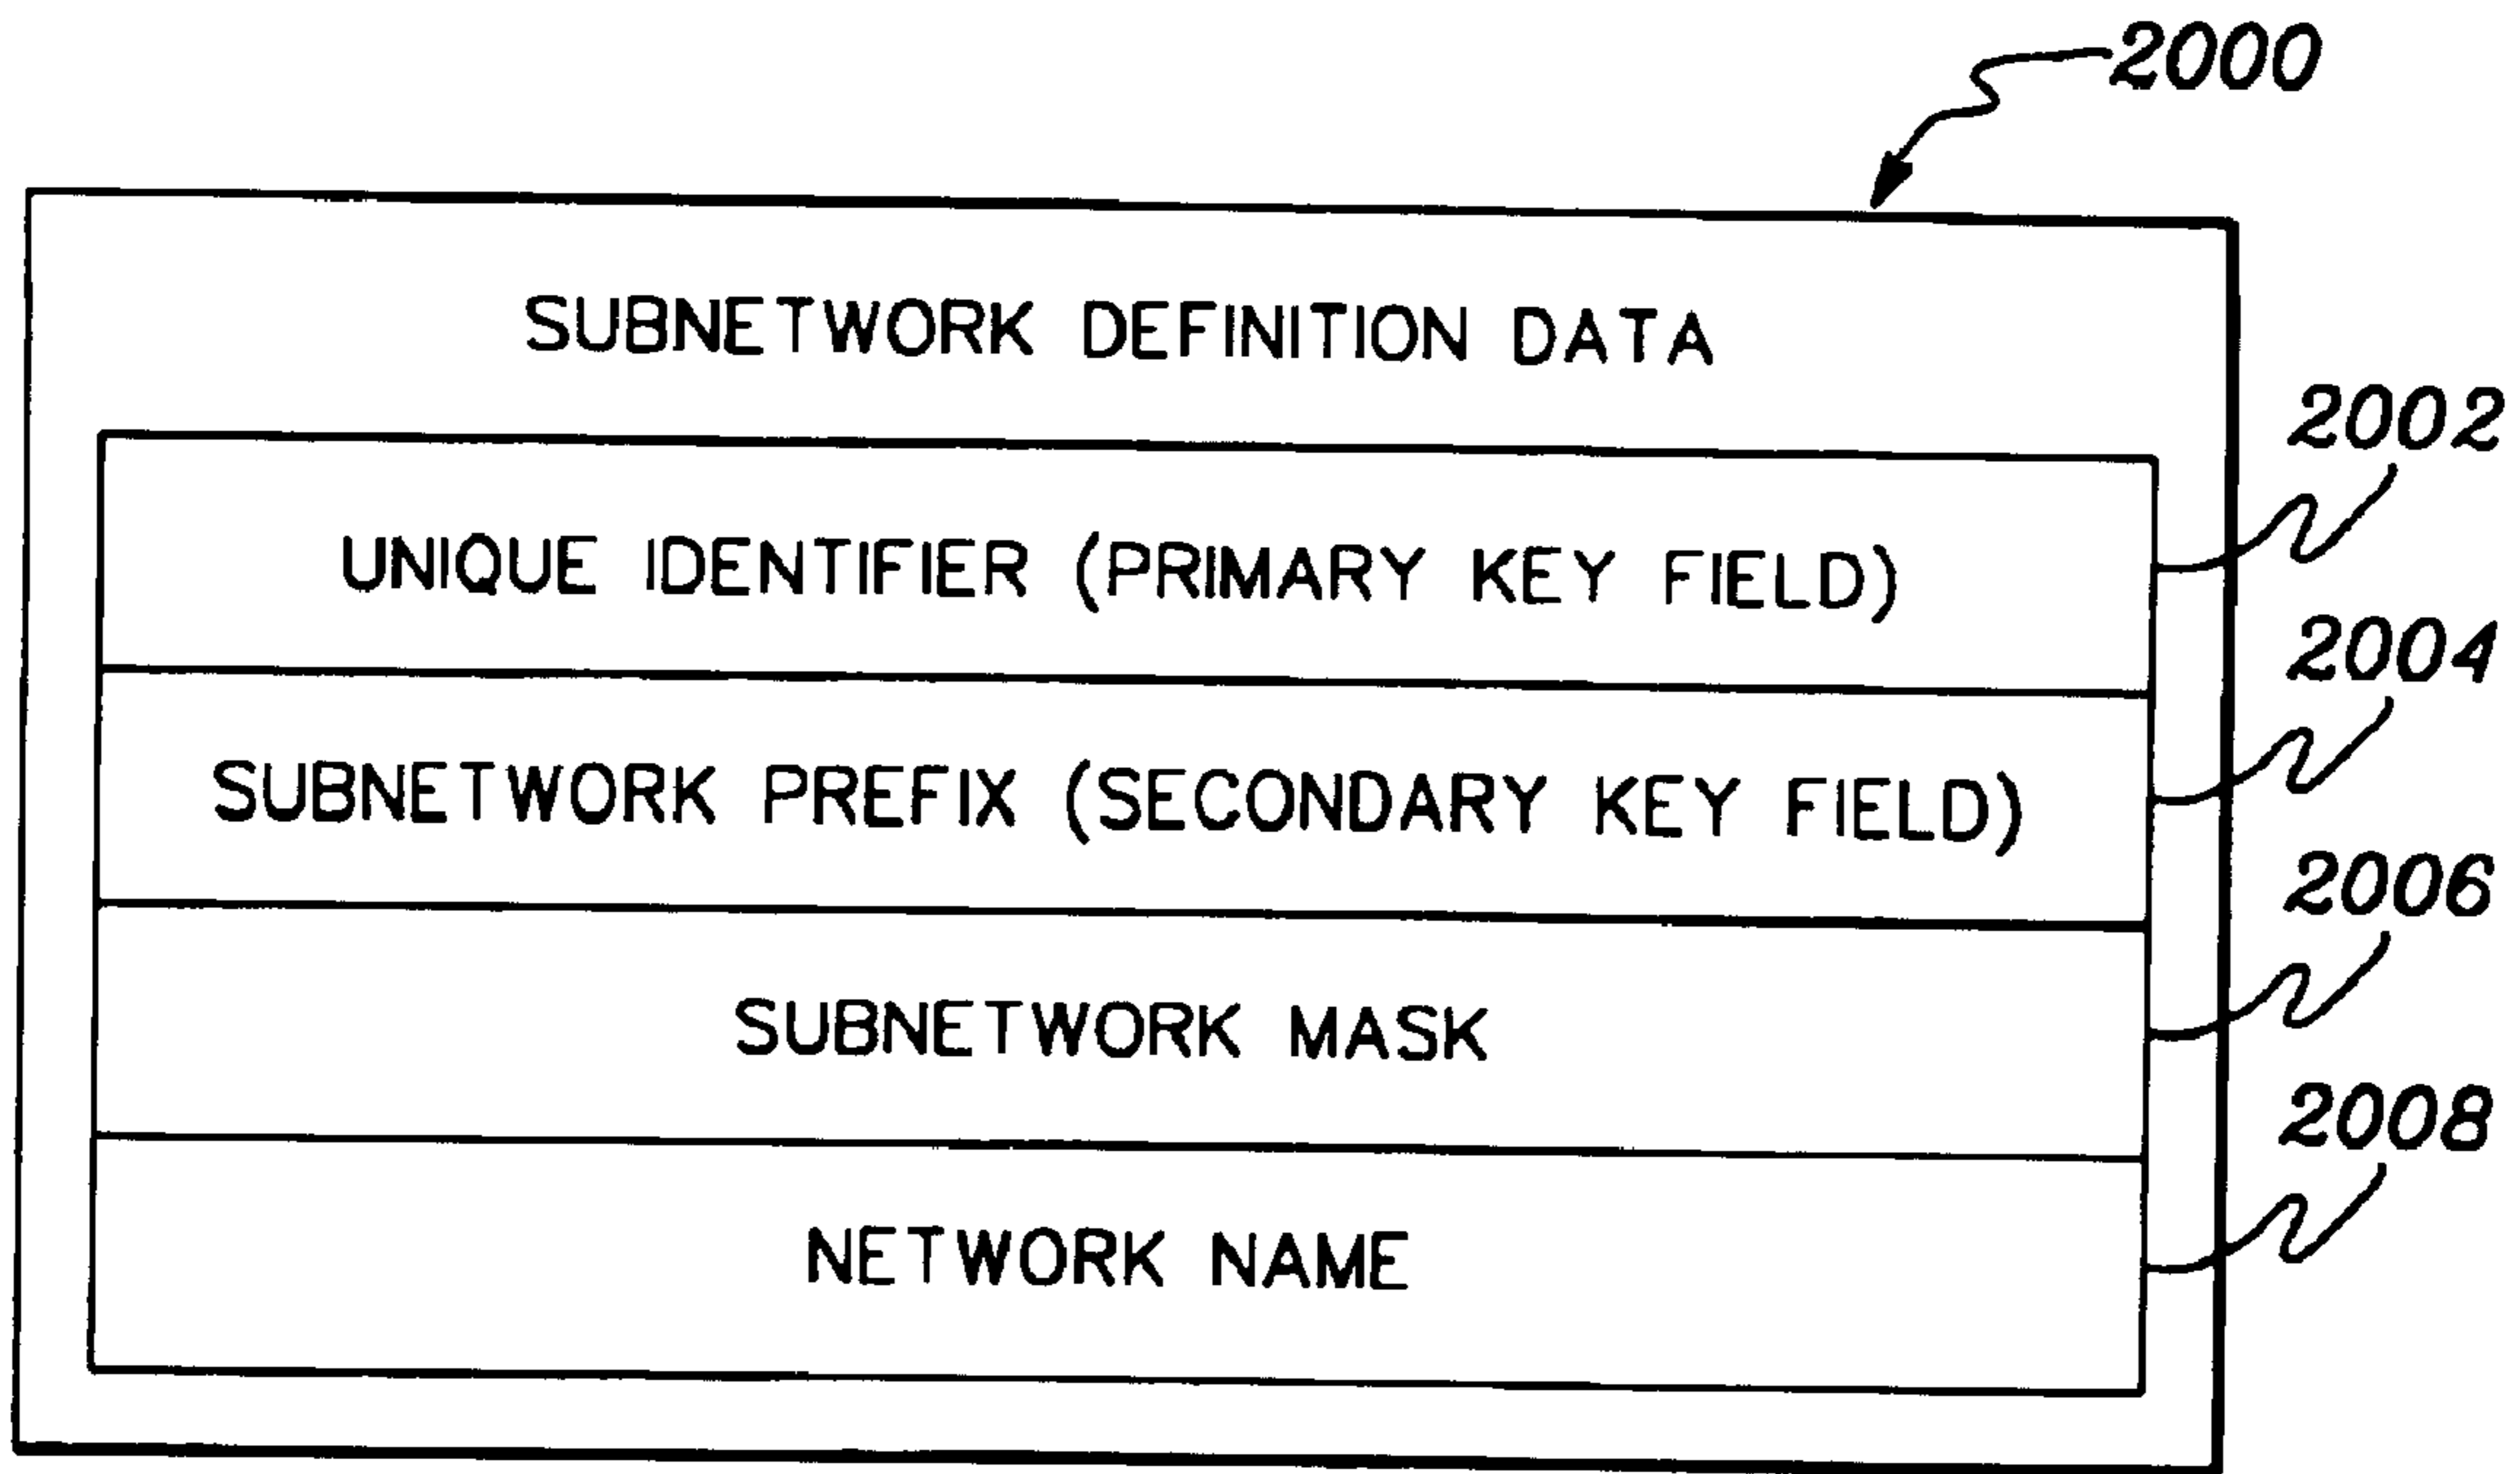 2000
SUBNETWORK DEFINITION DATA
2002
UNIQUE IDENTIFIER (PRIMARY KEY FIELD)
2004
SUBNETWORK PREFIX (SECONDARY KEY FIELD)
2006
SUBNETWORK MASK
2008
NETWORK NAME